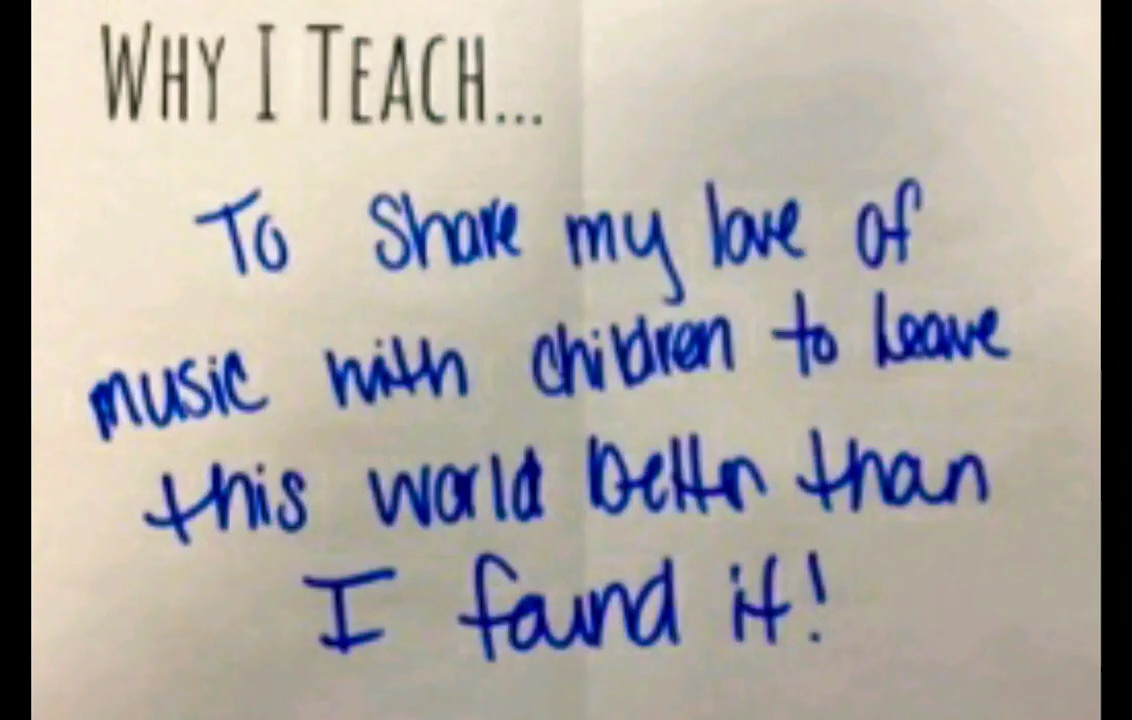 WHY I TEACH...
To Share my love of
music with children to leave
this world better than
I found it!